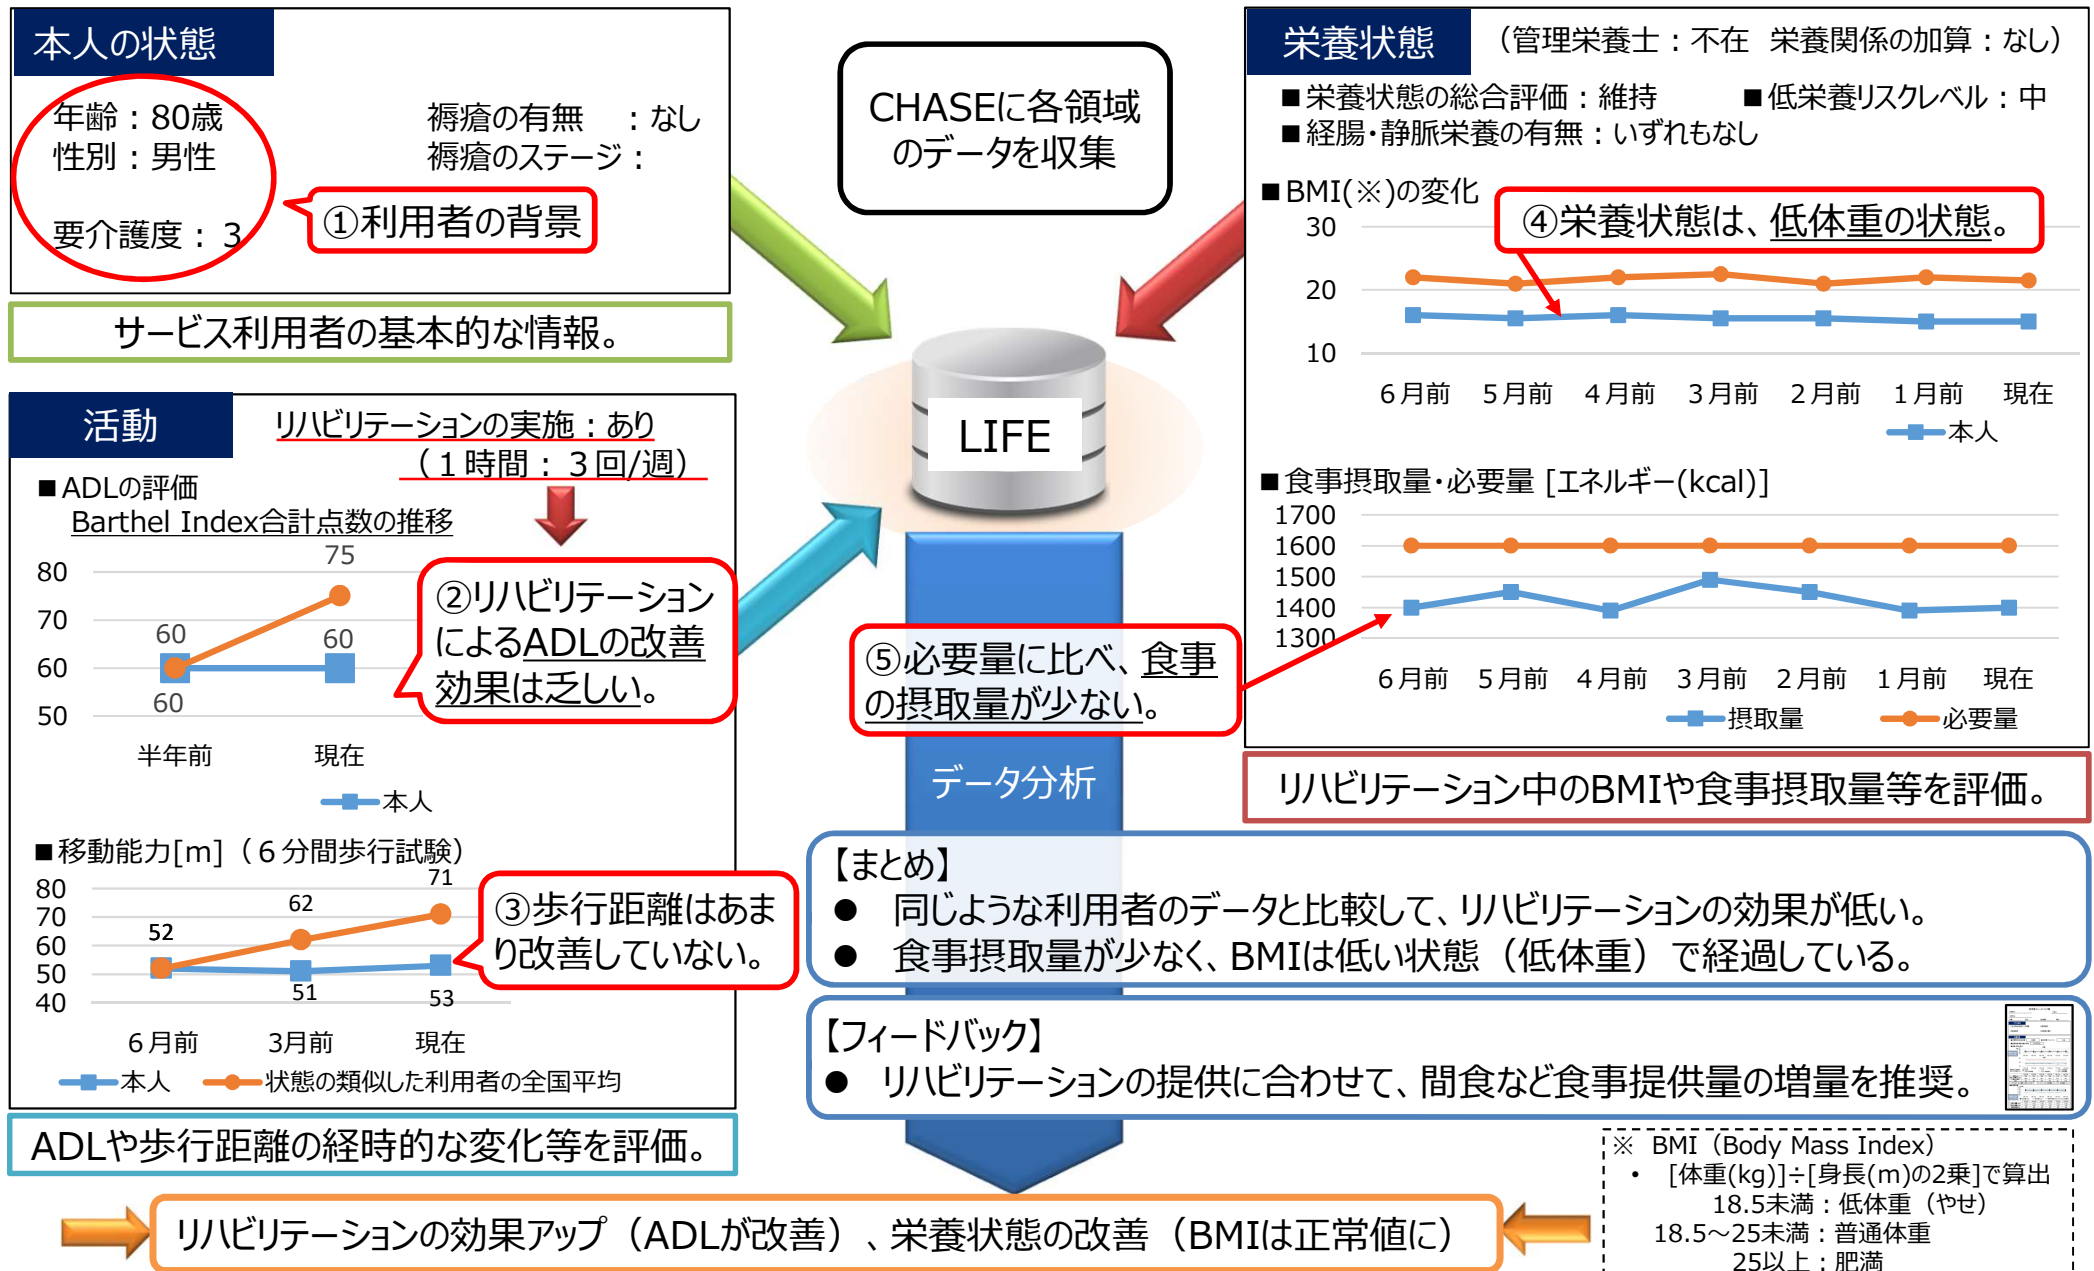 本人の状態
年齢：80歳
性別：男性
要介護度：3
褥瘡の有無　：なし
褥瘡のステージ：
①利用者の背景
サービス利用者の基本的な情報。
CHASEに各領域
のデータを収集
LIFE
栄養状態
（管理栄養士：不在 栄養関係の加算：なし）
■栄養状態の総合評価：維持
■低栄養リスクレベル：中
■経腸・静脈栄養の有無：いずれもなし
■BMI(※)の変化
④栄養状態は、低体重の状態。
30
20
10
6月前 5月前 4月前 3月前 2月前 1月前 現在
本人
■食事摂取量・必要量 [エネルギー(kcal)]
1700
1600
1500
1400
1300
6月前 5月前 4月前 3月前 2月前 1月前 現在
摂取量 必要量
⑤必要量に比べ、食事
の摂取量が少ない。
リハビリテーション中のBMIや食事摂取量等を評価。
活動
リハビリテーションの実施：あり
（1時間：3回/週）
■ADLの評価
Barthel Index合計点数の推移
75
80
70
60
50
60
60
60
半年前 現在
本人
②リハビリテーション
によるADLの改善
効果は乏しい。
■移動能力[m]（6分間歩行試験）
80
70
60
50
40
52
62
71
51
53
6月前 3月前 現在
本人 状態の類似した利用者の全国平均
③歩行距離はあま
り改善していない。
ADLや歩行距離の経時的な変化等を評価。
データ分析
【まとめ】
● 同じような利用者のデータと比較して、リハビリテーションの効果が低い。
● 食事摂取量が少なく、BMIは低い状態（低体重）で経過している。
【フィードバック】
● リハビリテーションの提供に合わせて、間食など食事提供量の増量を推奨。
リハビリテーションの効果アップ（ADLが改善）、栄養状態の改善（BMIは正常値に）
※ BMI（Body Mass Index）
・ [体重(kg)]÷[身長(m)の2乗]で算出
18.5未満：低体重（やせ）
18.5～25未満：普通体重
25以上：肥満